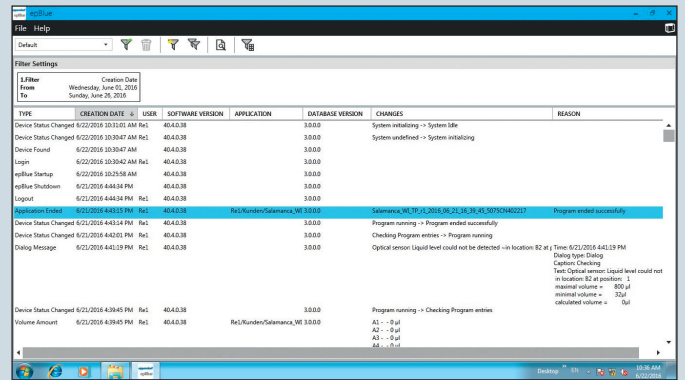 epBlue
File Help
Default
Filter Settings
1.Filter Creation Date
From Wednesday, June 01, 2016
To Sunday, June 26, 2016
TYPE CREATION DATE USER SOFTWARE VERSION APPLICATION DATABASE VERSION CHANGES REASON
Device Status Changed 6/22/2016 10:31:01 AM Re1 40.4.0.38 3.0.0.0 System initializing -> System Idle
Device Status Changed 6/22/2016 10:30:47 AM Re1 40.4.0.38 3.0.0.0 System undefined -> System initializing
Device Found 6/22/2016 10:30:47 AM 40.4.0.38 3.0.0.0
Login 6/22/2016 10:30:42 AM Re1 40.4.0.38 3.0.0.0
epBlue Startup 6/22/2016 10:25:58 AM 40.4.0.38 3.0.0.0
epBlue Shutdown 6/21/2016 4:44:34 PM 40.4.0.38 3.0.0.0
Logout 6/21/2016 4:44:34 PM Re1 40.4.0.38 3.0.0.0
Application Ended 6/21/2016 4:43:15 PM Re1 40.4.0.38 Re1/Kunden/Salamanca_WI 3.0.0.0 Salamanca_WI_TP_r1_2016_06_21_16_39_45_5075CN402217 Program ended successfully
Device Status Changed 6/21/2016 4:43:14 PM Re1 40.4.0.38 3.0.0.0 Program running -> Program ended successfully
Device Status Changed 6/21/2016 4:42:01 PM Re1 40.4.0.38 3.0.0.0 Checking Program entries -> Program running
Dialog Message 6/21/2016 4:41:19 PM Re1 40.4.0.38 3.0.0.0 Optical sensor: Liquid level could not be detected ~in location: B2 at p Time: 6/21/2016 4:41:19 PM
Dialog type: Dialog
Caption: Checking
Text: Optical sensor: Liquid level could not
in location: B2 at position: 1
maximal volume = 800 µl
minimal volume = 32µl
calculated volume = 0µl
Device Status Changed 6/21/2016 4:39:45 PM Re1 40.4.0.38 3.0.0.0 Program running -> Checking Program entries
Volume Amount 6/21/2016 4:39:45 PM Re1 40.4.0.38 Re1/Kunden/Salamanca_WI 3.0.0.0 A1 - - 0 µl
A2 - - 0 µl
A3 - - 0 µl
A4 - - 0 µl
Desktop EN 10:36 AM
6/22/2016